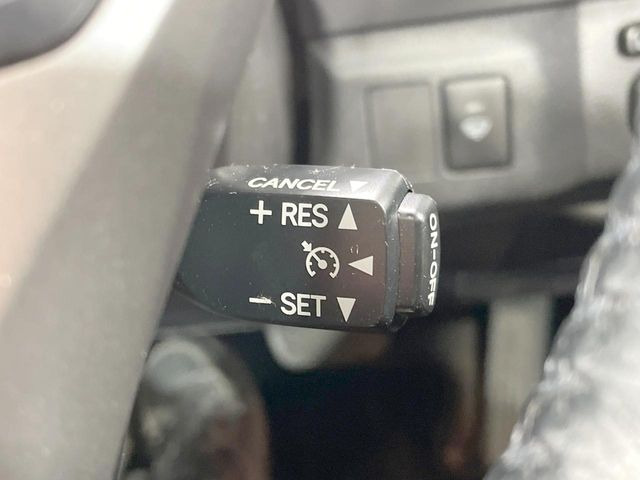 CANCEL ▼
+ RES ▲
◀
− SET ▼
ON-OFF